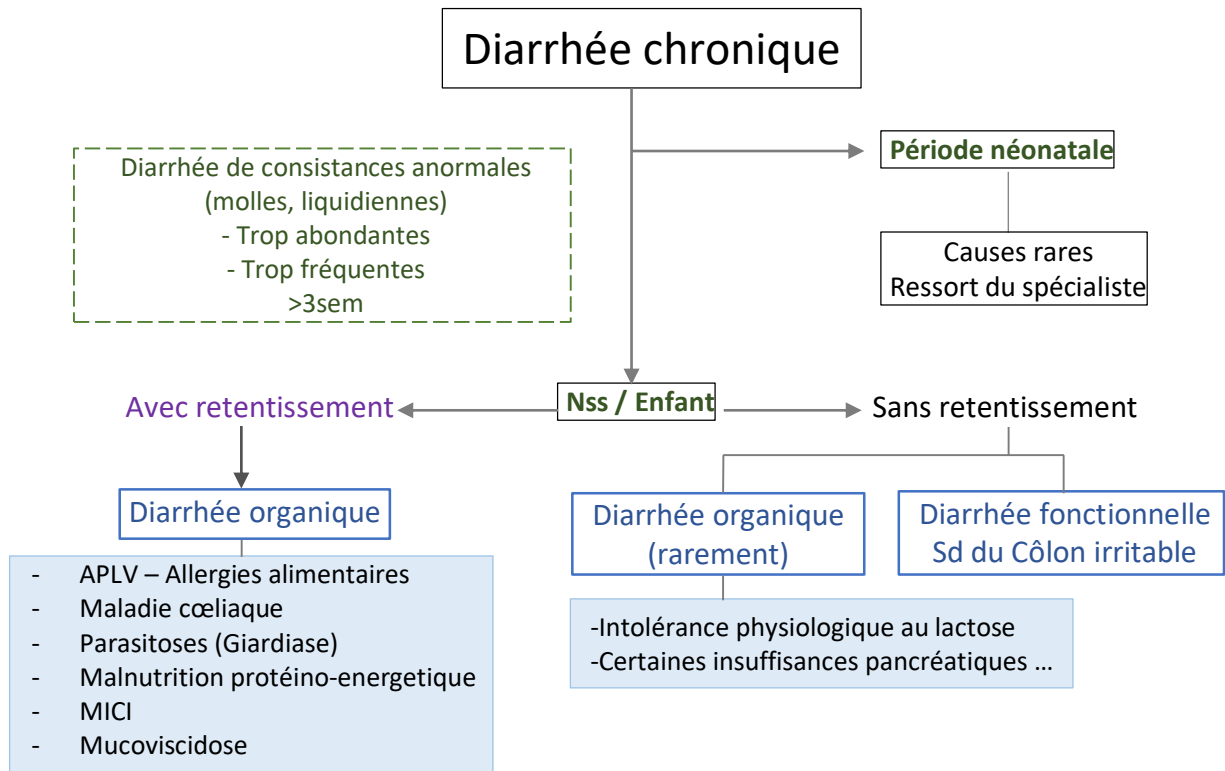 Diarrhée chronique
Diarrhée de consistances anormales
(molles, liquidiennes)
- Trop abondantes
- Trop fréquentes
>3sem
Période néonatale
Causes rares
Ressort du spécialiste
Avec retentissement
Nss / Enfant
Sans retentissement
Diarrhée organique
- APLV – Allergies alimentaires
- Maladie cœliaque
- Parasitoses (Giardiase)
- Malnutrition protéino-energetique
- MICI
- Mucoviscidose
Diarrhée organique
(rarement)
-Intolérance physiologique au lactose
-Certaines insuffisances pancréatiques ...
Diarrhée fonctionnelle
Sd du Côlon irritable